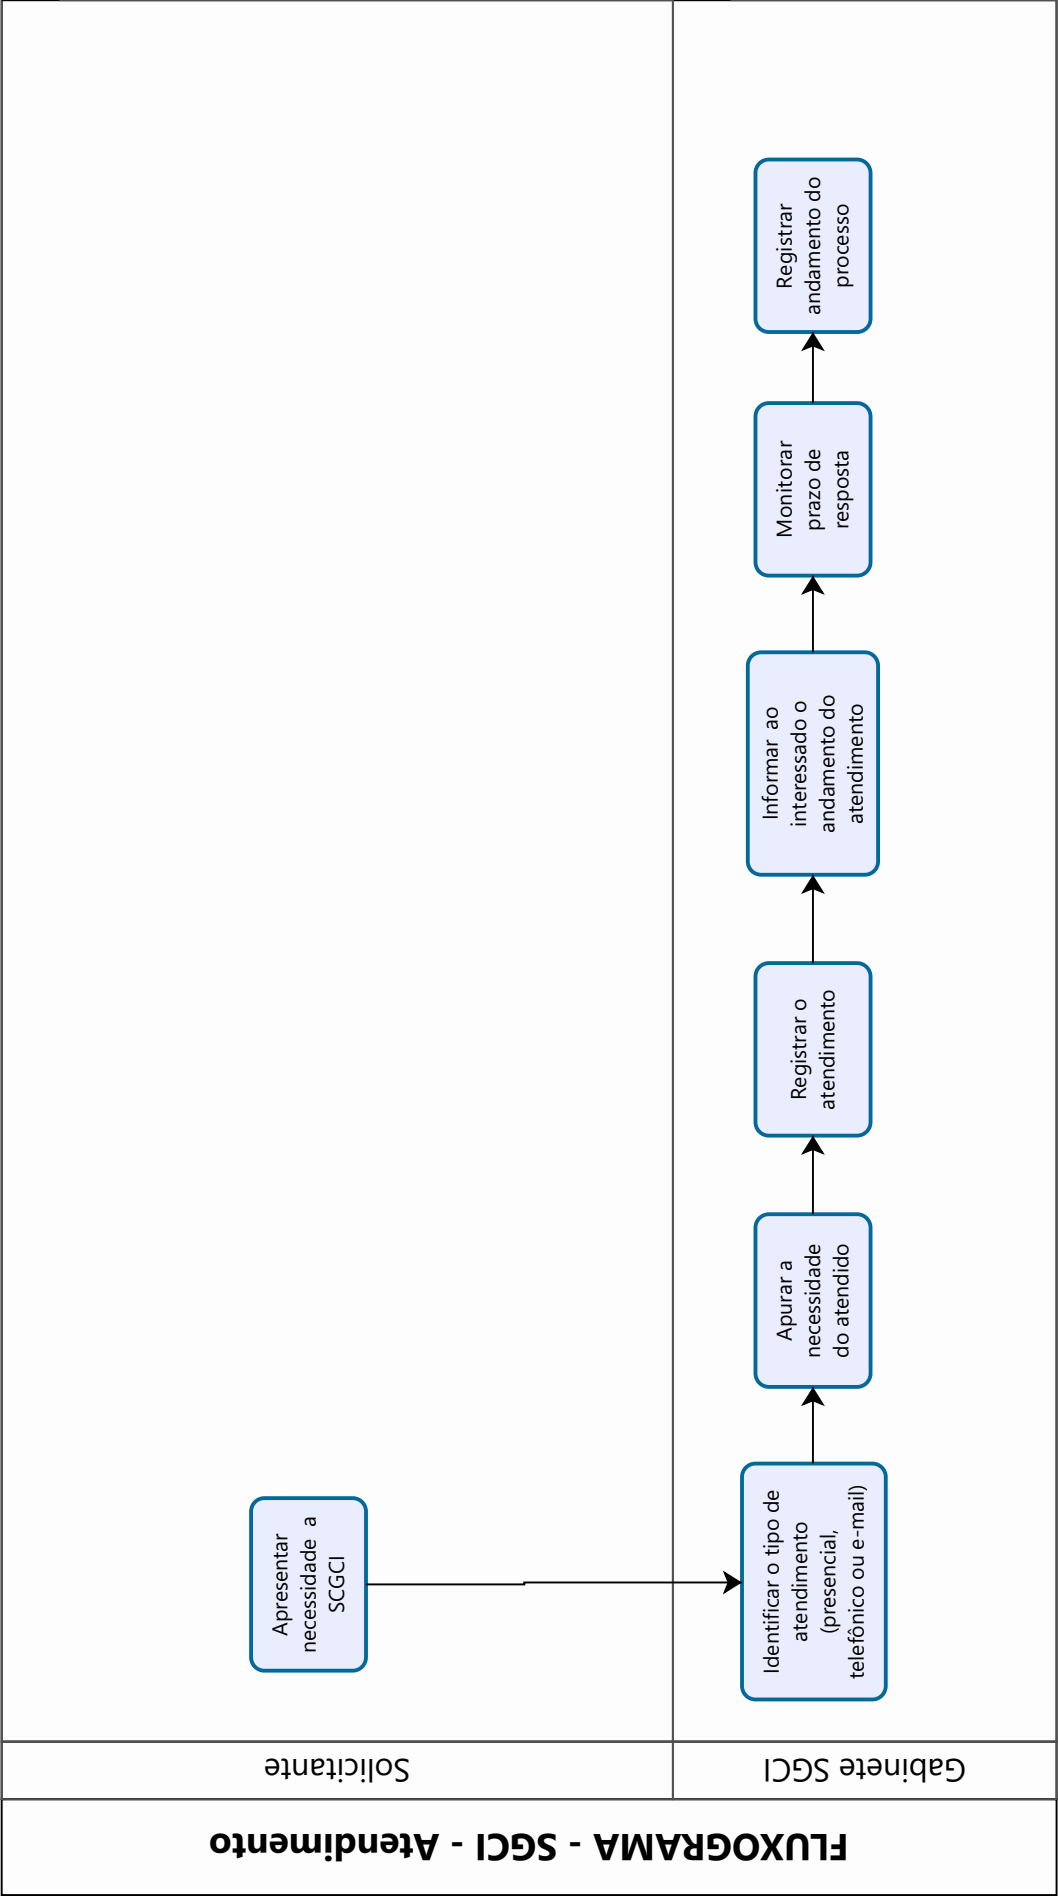 FLUXOGRAMA - SGCI - Atendimento
Solicitante
Apresentar
necessidade a
SCGCI
Gabinete SGCI
Identificar o tipo de
atendimento
(presencial,
telefônico ou e-mail)
Apurar a
necessidade
do atendido
Registrar o
atendimento
Informar ao
interessado o
andamento do
atendimento
Monitorar
prazo de
resposta
Registrar
andamento do
processo